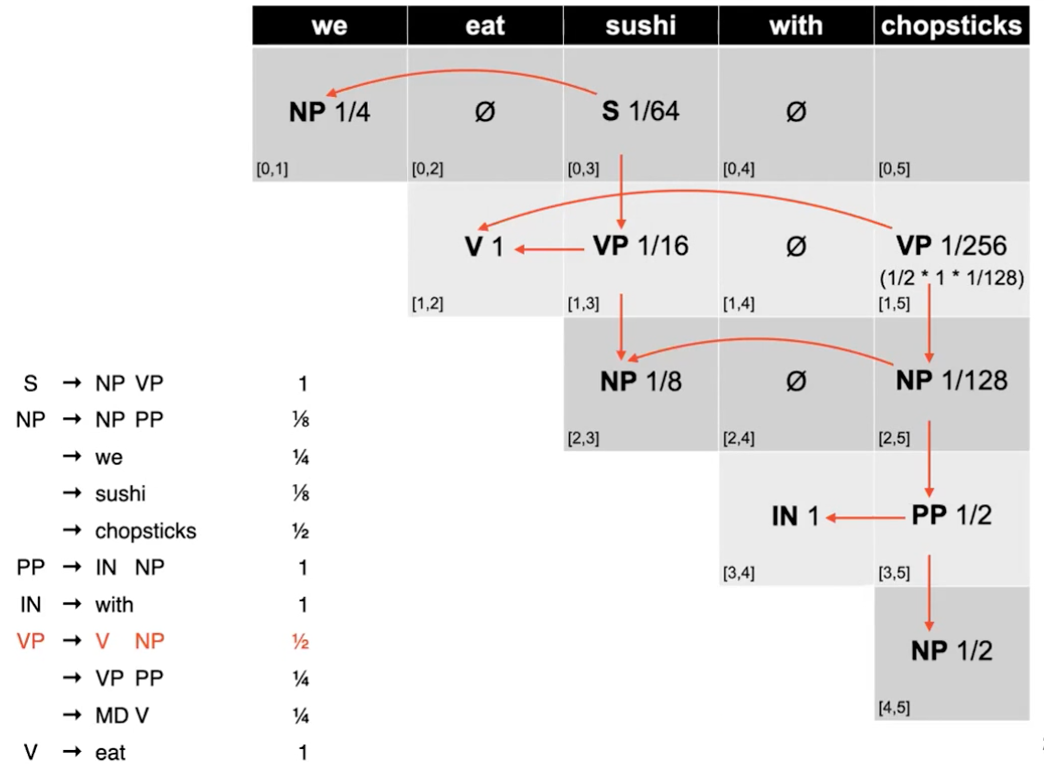 we eat sushi with chopsticks
NP 1/4 Ø S 1/64 Ø
[0,1] [0,2] [0,3] [0,4] [0,5]
V 1 VP 1/16 Ø VP 1/256
(1/2 * 1 * 1/128)
[1,2] [1,3] [1,4] [1,5]
NP 1/8 Ø NP 1/128
[2,3] [2,4] [2,5]
IN 1 PP 1/2
[3,4] [3,5]
NP 1/2
[4,5]
S → NP VP 1
NP → NP PP ⅛
→ we ¼
→ sushi ⅛
→ chopsticks ½
PP → IN NP 1
IN → with 1
VP → V NP ½
→ VP PP ¼
→ MD V ¼
V → eat 1